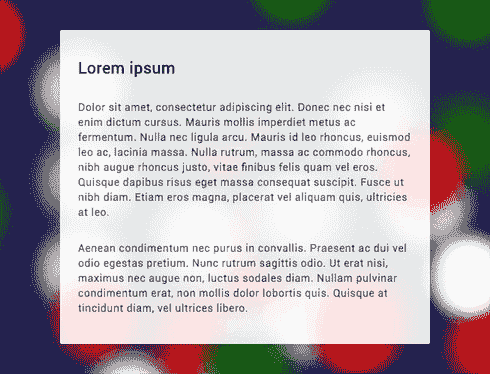 Lorem ipsum
Dolor sit amet, consectetur adipiscing elit. Donec nec nisi et
enim dictum cursus. Mauris mollis imperdiet metus ac
fermentum. Nulla nec ligula arcu. Mauris id leo rhoncus, euismod
leo ac, lacinia massa. Nulla rutrum, massa ac commodo rhoncus,
nibh augue rhoncus justo, vitae finibus felis quam vel eros.
Quisque dapibus risus eget massa consequat suscipit. Fusce ut
nibh diam. Etiam eros magna, placerat vel aliquam quis, ultricies
at leo.
Aenean condimentum nec purus in convallis. Praesent ac dui vel
odio egestas pretium. Nunc rutrum sagittis odio. Ut erat nisi,
maximus nec augue non, luctus sodales diam. Nullam pulvinar
condimentum erat, non mollis dolor lobortis quis. Quisque at
tincidunt diam, vel ultrices libero.